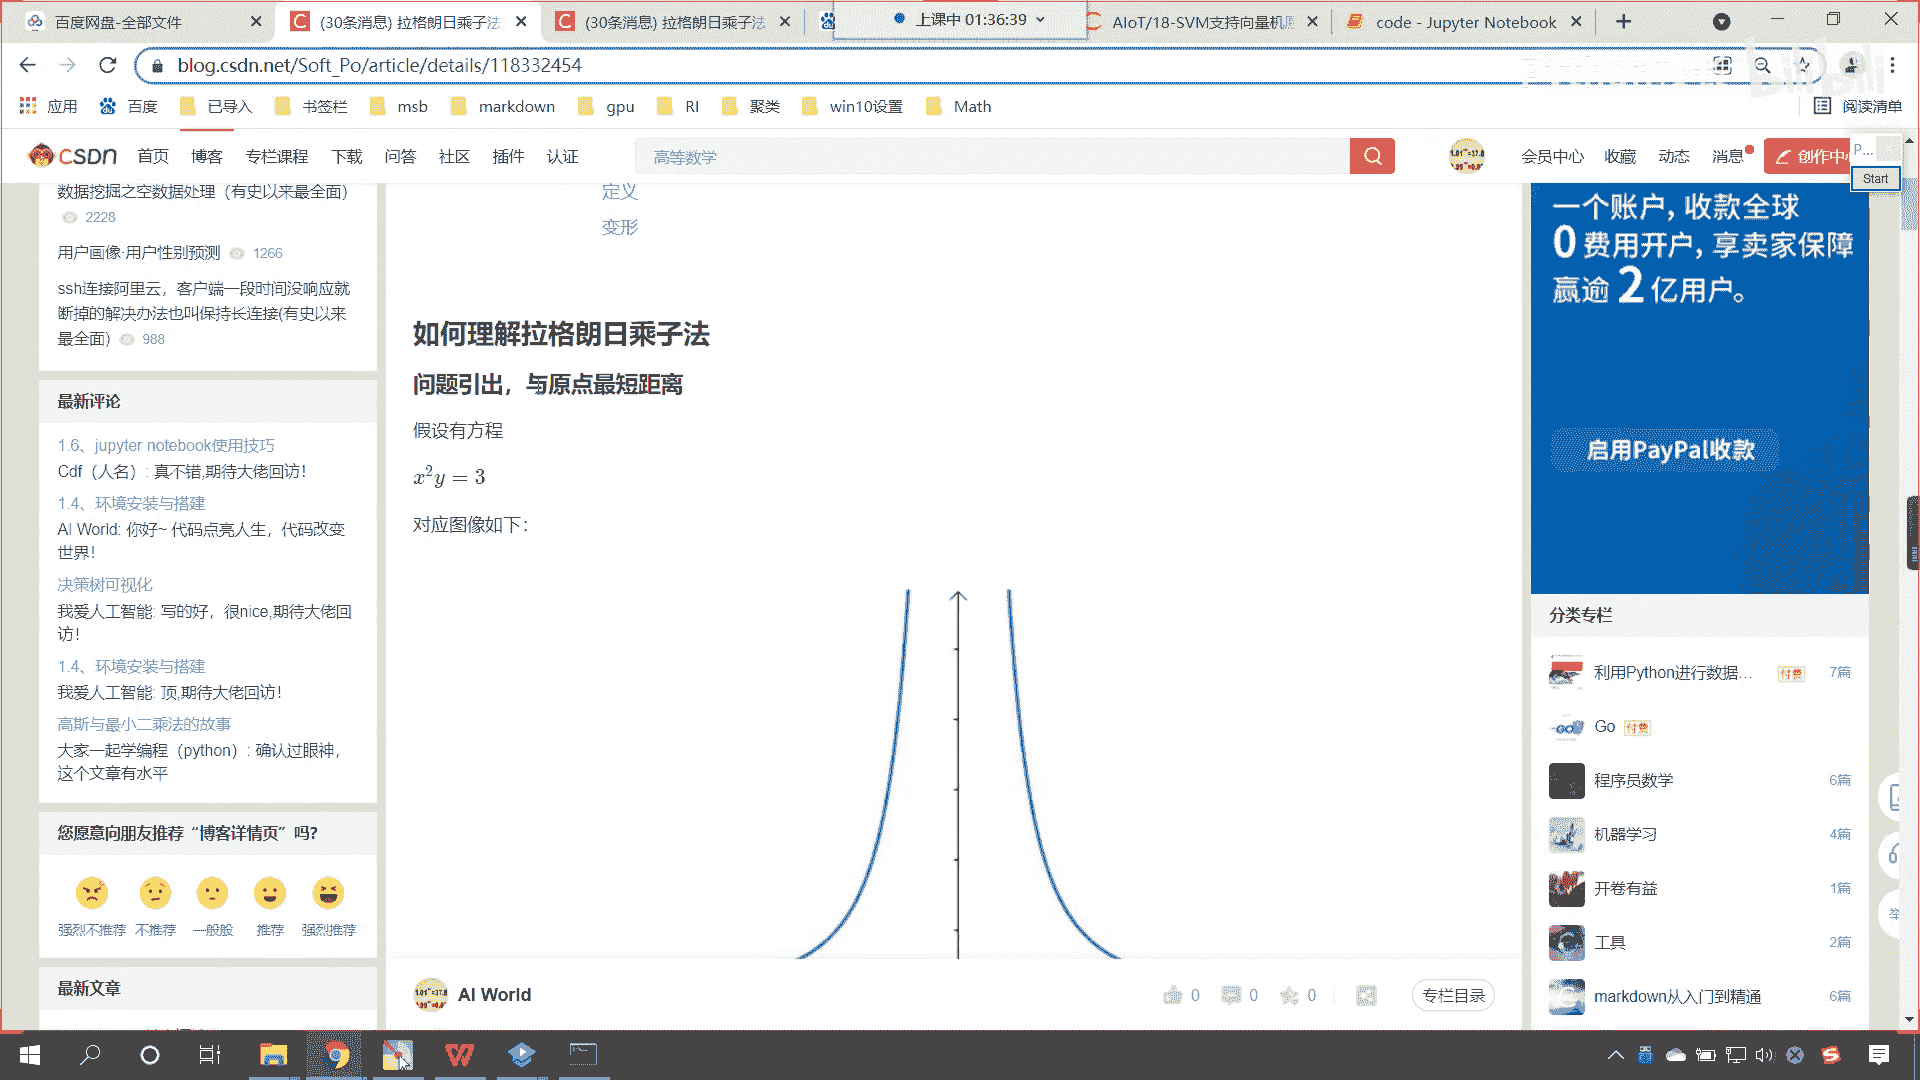 百度网盘-全部文件
(30条消息) 拉格朗日乘子法
(30条消息) 拉格朗日乘子法
上课中 01:36:39
AIoT/18-SVM支持向量机
code - Jupyter Notebook
blog.csdn.net/Soft_Po/article/details/118332454
应用 百度 已导入 书签栏 msb markdown gpu RI 聚类 win10设置 Math 阅读清单
CSDN 首页 博客 专栏课程 下载 问答 社区 插件 认证 高等数学 会员中心 收藏 动态 消息 创作中心
P...
Start
数据挖掘之空数据处理（有史以来最全面）
2228
用户画像·用户性别预测 1266
ssh连接阿里云，客户端一段时间没响应就
断掉的解决办法也叫保持长连接(有史以来
最全面) 988
最新评论
1.6、jupyter notebook使用技巧
Cdf（人名）: 真不错,期待大佬回访！
1.4、环境安装与搭建
AI World: 你好~ 代码点亮人生，代码改变
世界！
决策树可视化
我爱人工智能: 写的好，很nice,期待大佬回
访！
1.4、环境安装与搭建
我爱人工智能: 顶,期待大佬回访！
高斯与最小二乘法的故事
大家一起学编程（python）: 确认过眼神，
这个文章有水平
您愿意向朋友推荐“博客详情页”吗?
强烈不推荐 不推荐 一般般 推荐 强烈推荐
最新文章
定义
变形
如何理解拉格朗日乘子法
问题引出，与原点最短距离
假设有方程
x²y = 3
对应图像如下：
AI World
0 0 0
专栏目录
一个账户, 收款全球
0 费用开户, 享卖家保障
赢逾 2 亿用户。
启用PayPal收款
分类专栏
利用Python进行数据... 付费 7篇
Go 付费
程序员数学 6篇
机器学习 4篇
开卷有益 1篇
工具 2篇
markdown从入门到精通 6篇
举